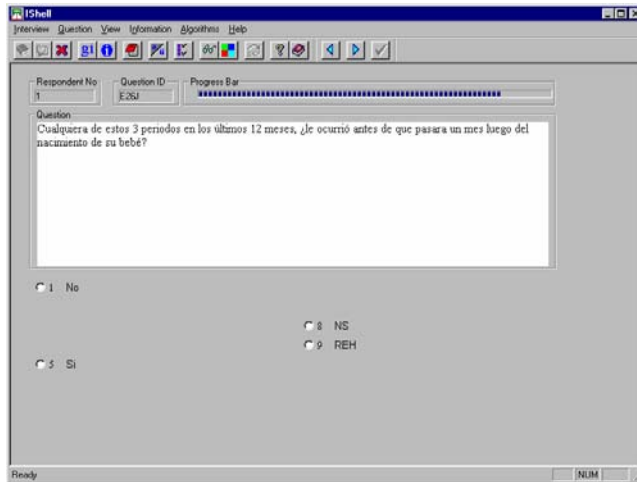 IShell
Interview Question View Information Algorithms Help
Respondent No
1
Question ID
E26J
Progress Bar
Question
Cualquiera de estos 3 periodos en los últimos 12 meses, ¿le ocurrió antes de que pasara un mes luego del
nacimiento de su bebé?
1 No
8 NS
9 REH
5 Si
Ready
NUM